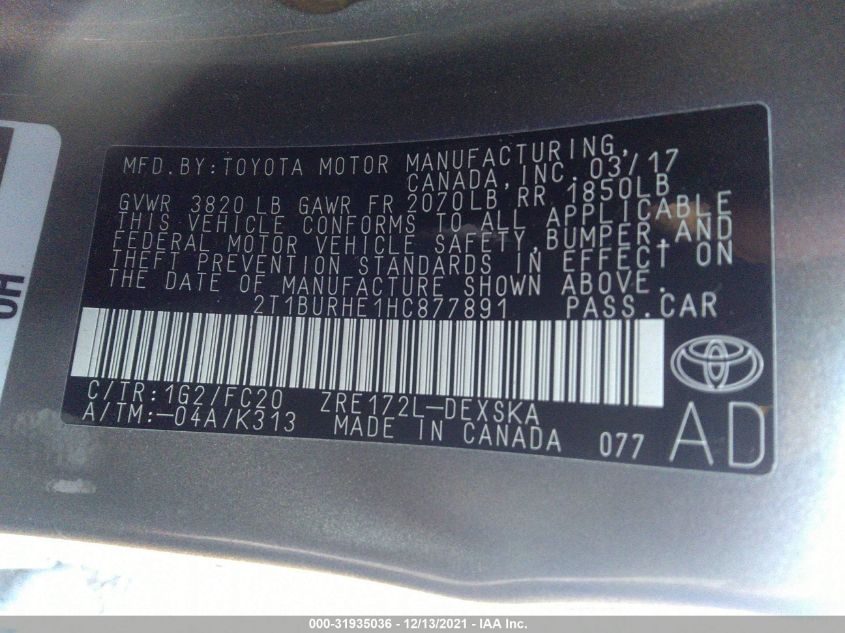 MFD.BY:TOYOTA MOTOR MANUFACTURING,
CANADA, INC. 03/17
GVWR 3820 LB GAWR FR 2070LB RR 1850LB
THIS VEHICLE CONFORMS TO ALL APPLICABLE
FEDERAL MOTOR VEHICLE SAFETY,BUMPER,AND
THEFT PREVENTION STANDARDS IN EFFECT ON
THE DATE OF MANUFACTURE SHOWN ABOVE.
2T1BURHE1HC877891 PASS.CAR
C/TR:1G2/FC20 ZRE172L-DEXSKA
A/TM:-04A/K313 MADE IN CANADA 077 AD
000-31935036 - 12/13/2021 - IAA Inc.